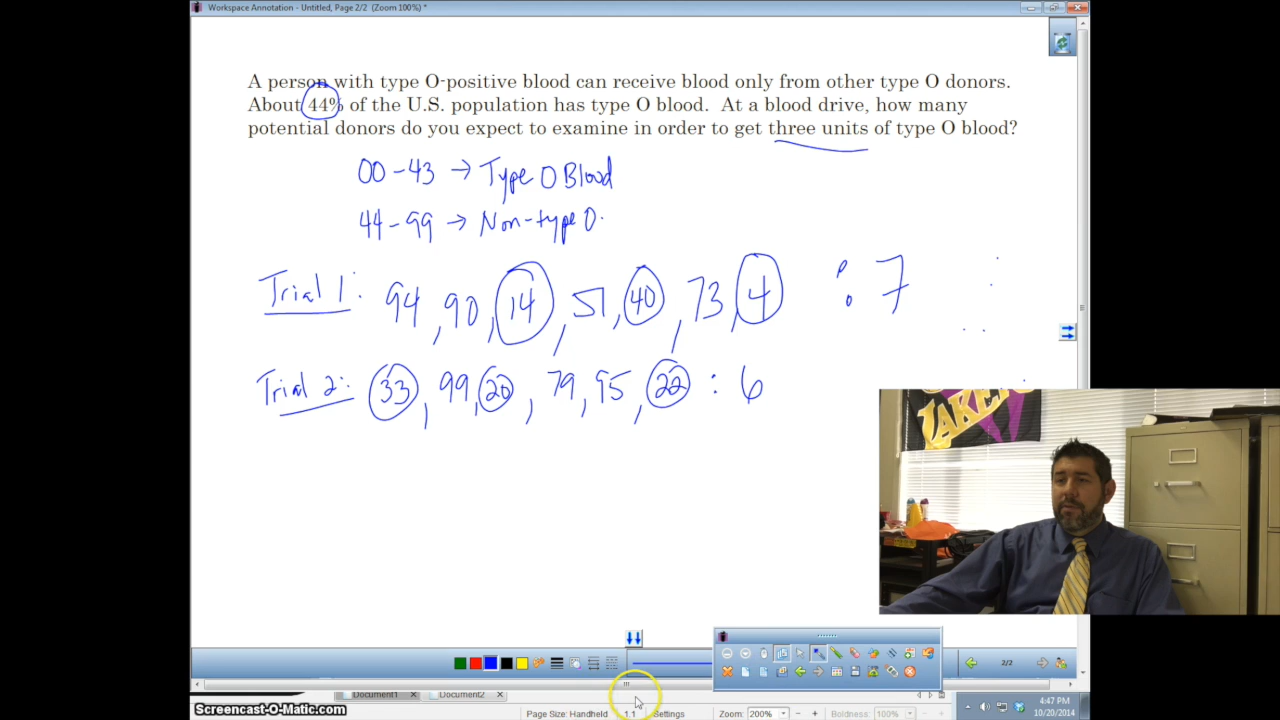 Workspace Annotation - Untitled, Page 2/2 (Zoom 100%) *
A person with type O-positive blood can receive blood only from other type O donors.
About 44% of the U.S. population has type O blood. At a blood drive, how many
potential donors do you expect to examine in order to get three units of type O blood?
00-43 → Type O Blood
44-99 → Non-type O.
Trial 1: 94, 90, 14, 51, 40, 73, 4 : 7
Trial 2: 33, 99, 20, 79, 95, 22 : 6
LAKERS
2/2
Document1
Document2
Screencast-O-Matic.com
Page Size: Handheld
1.1
Settings
Zoom: 200%
Boldness: 100%
4:47 PM
10/20/2014